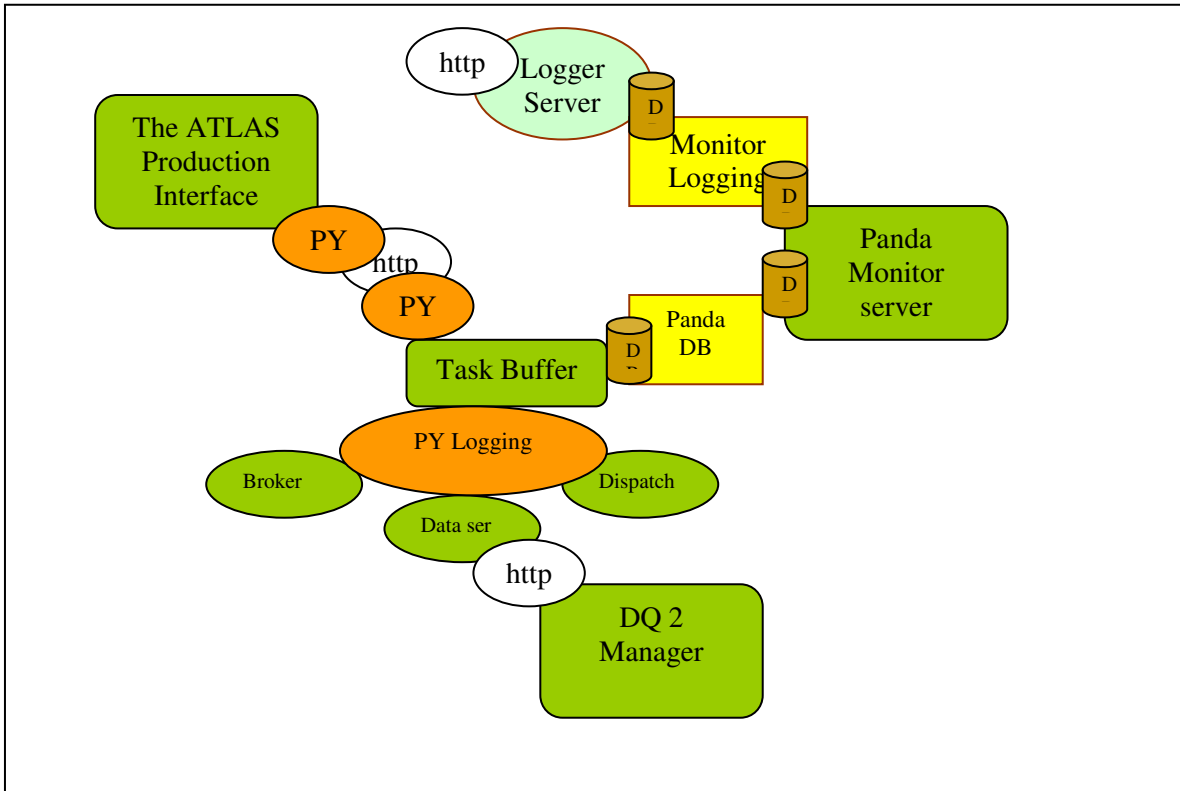 http
Logger
Server
D
The ATLAS
Production
Interface
Monitor
Logging
D
PY
http
PY
Panda
Monitor
server
D
Panda
DB
D
Task Buffer
PY Logging
Broker
Dispatch
Data ser
http
DQ 2
Manager